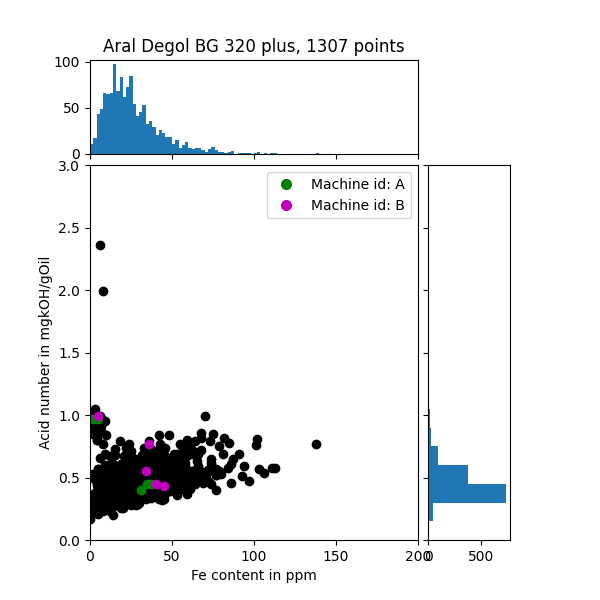 Aral Degol BG 320 plus, 1307 points
100
50
0
3.0
2.5
2.0
1.5
1.0
0.5
0.0
Acid number in mgkOH/gOil
Machine id: A
Machine id: B
0 50 100 150 200
0 500
Fe content in ppm